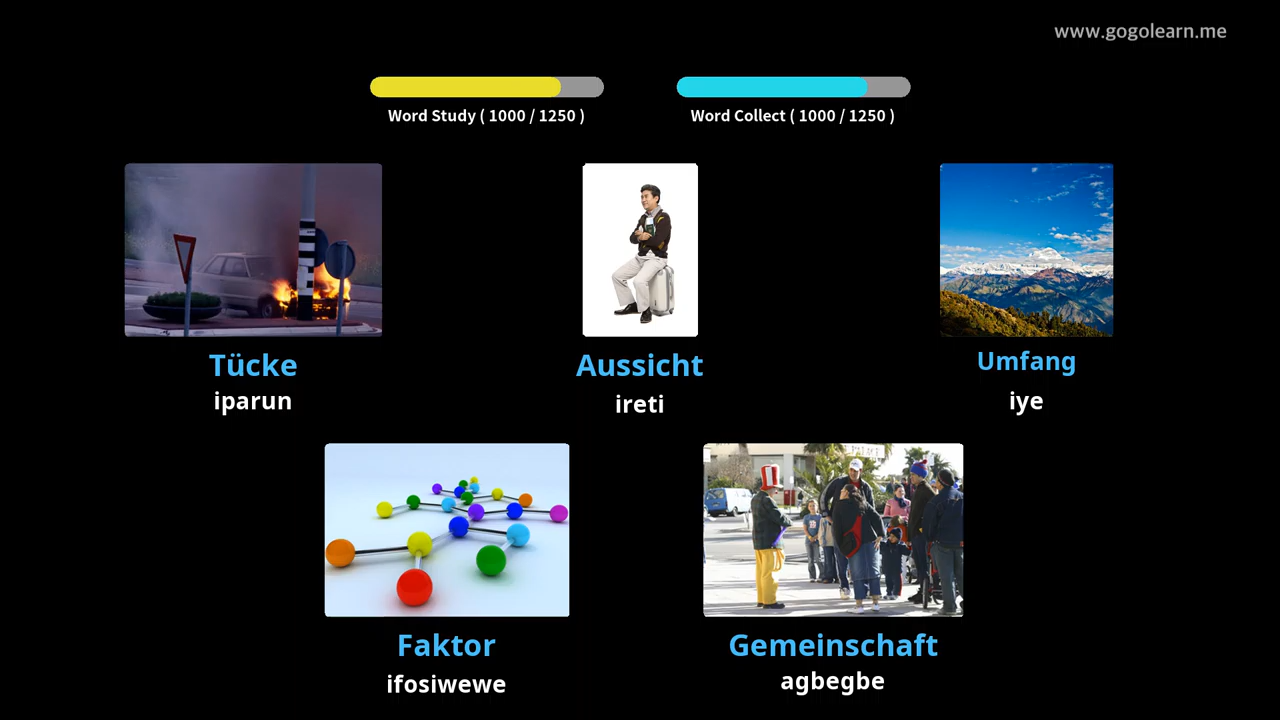 www.gogolearn.me
Word Study ( 1000 / 1250 )
Word Collect ( 1000 / 1250 )
Tücke
iparun
Aussicht
ireti
Umfang
iye
Faktor
ifosiwewe
Gemeinschaft
agbegbe